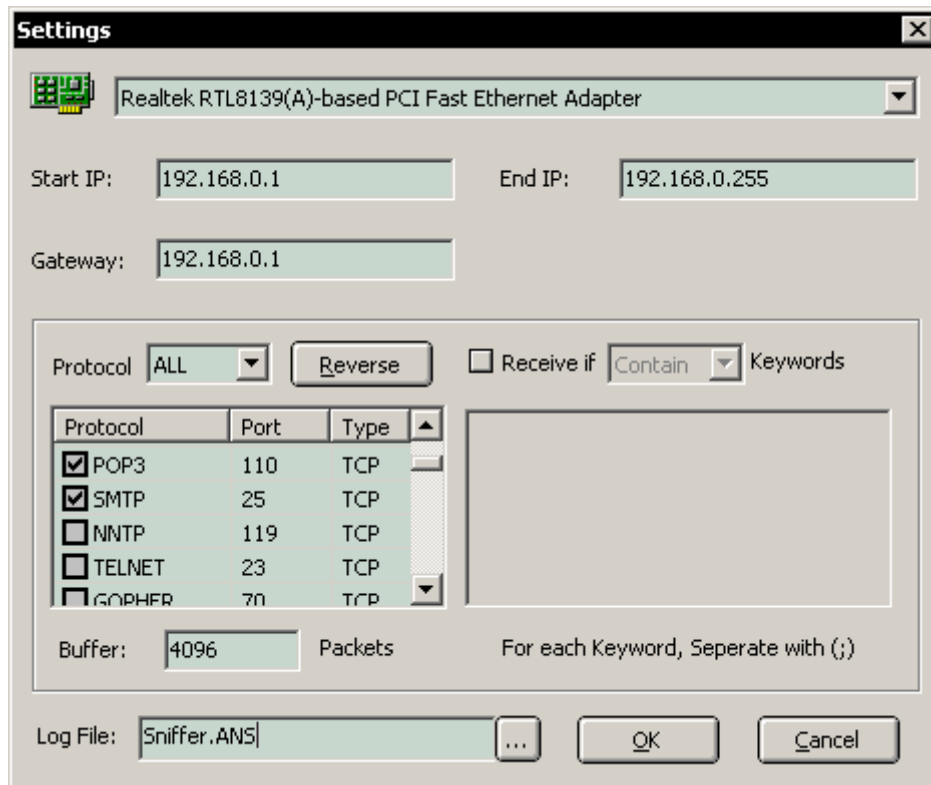 Settings
Realtek RTL8139(A)-based PCI Fast Ethernet Adapter
Start IP: 192.168.0.1 End IP: 192.168.0.255
Gateway: 192.168.0.1
Protocol ALL Reverse Receive if Contain Keywords
Protocol Port Type
POP3 110 TCP
SMTP 25 TCP
NNTP 119 TCP
TELNET 23 TCP
GOPHER 70 TCP
Buffer: 4096 Packets For each Keyword, Seperate with (;)
Log File: Sniffer.ANS ... OK Cancel